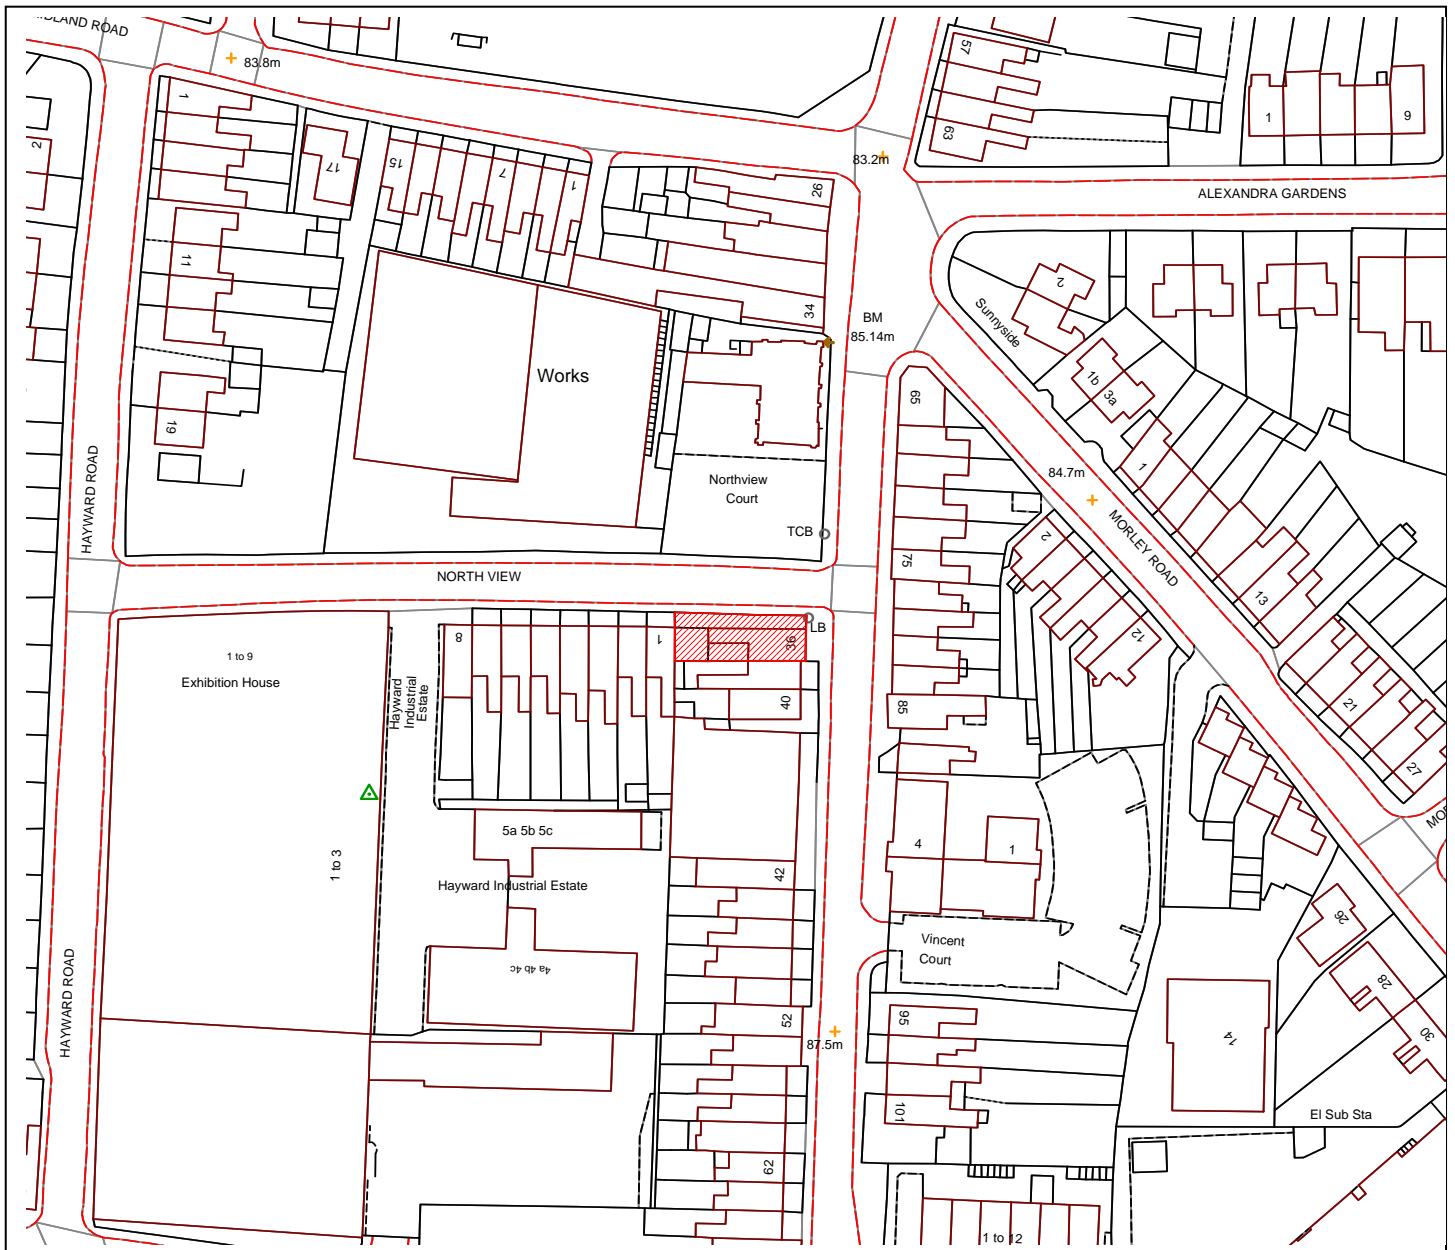 IDLAND ROAD
83.8m
57
63
1
9
83.2m
ALEXANDRA GARDENS
1
2
17
15
7
1
26
34
11
19
Works
BM
85.14m
Sunnyside
2
1b
3a
1
13
84.7m
MORLEY ROAD
65
75
85
2
12
21
27
MOR
HAYWARD ROAD
Northview
Court
TCB
NORTH VIEW
LB
36
40
1
8
1 to 9
Exhibition House
Hayward
Industrial
Estate
1 to 3
5a 5b 5c
Hayward Industrial Estate
4a 4b 4c
42
52
62
4
1
Vincent
Court
87.5m
95
101
14
26
28
30
El Sub Sta
1 to 12
HAYWARD ROAD